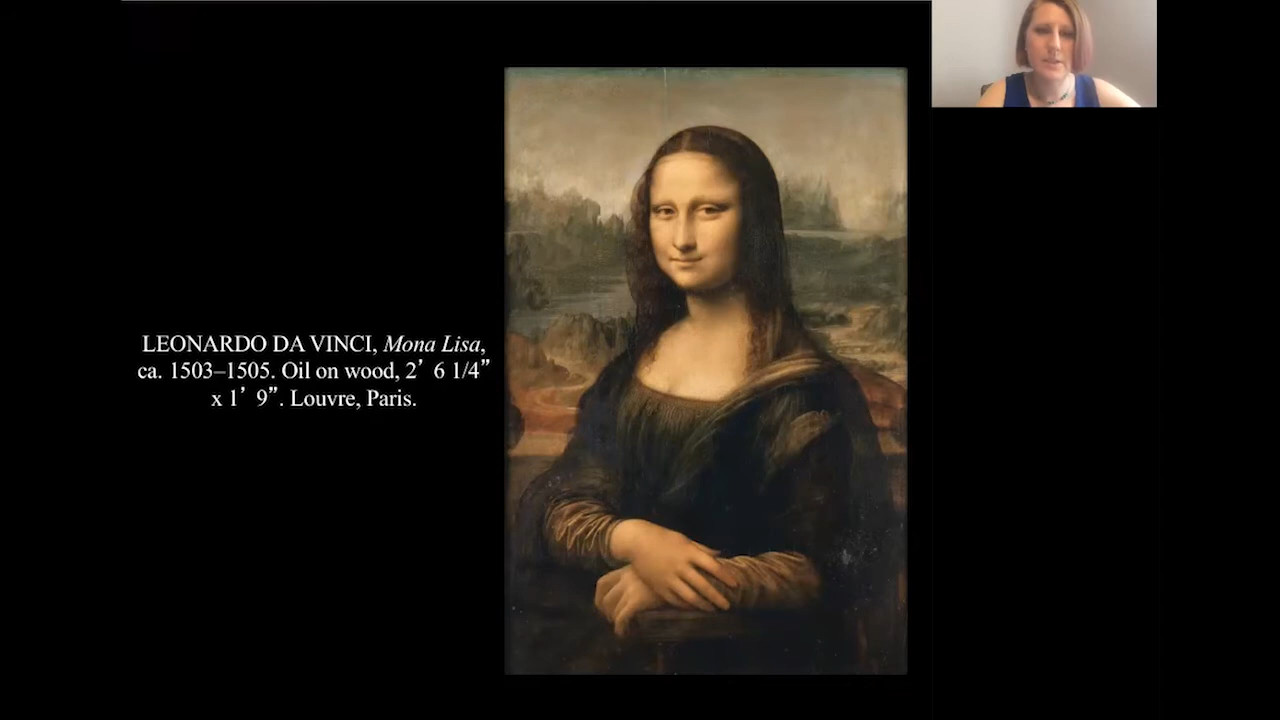 LEONARDO DA VINCI, Mona Lisa,
ca. 1503–1505. Oil on wood, 2’ 6 1/4”
x 1’ 9”. Louvre, Paris.